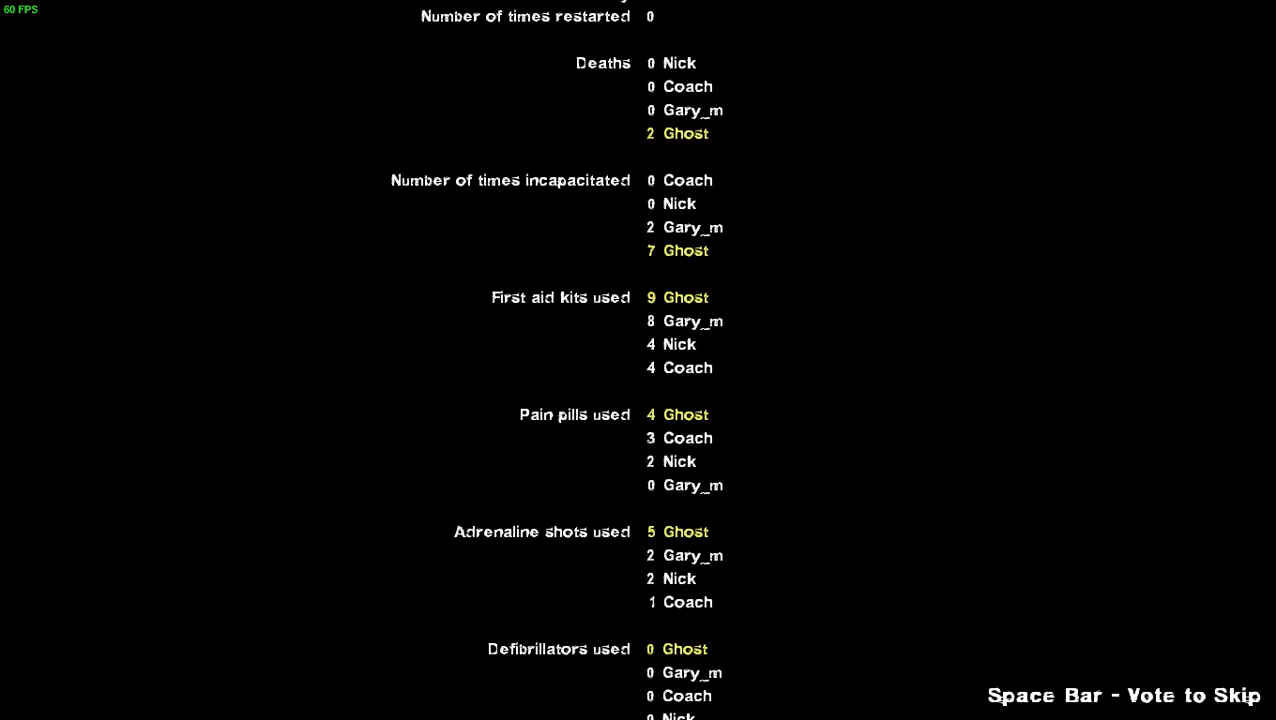 60 FPS
Number of times restarted 0
Deaths 0 Nick
0 Coach
0 Gary_m
2 Ghost
Number of times incapacitated 0 Coach
0 Nick
2 Gary_m
7 Ghost
First aid kits used 9 Ghost
8 Gary_m
4 Nick
4 Coach
Pain pills used 4 Ghost
3 Coach
2 Nick
0 Gary_m
Adrenaline shots used 5 Ghost
2 Gary_m
2 Nick
1 Coach
Defibrillators used 0 Ghost
0 Gary_m
0 Coach
0 Nick
Space Bar - Vote to Skip